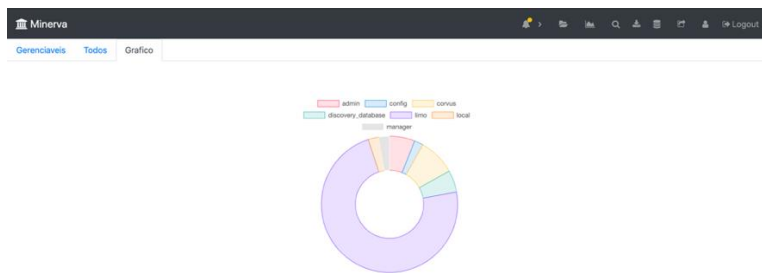 Minerva Logout
Gerenciaveis Todos Grafico
admin config corvus
discovery_database limo local
manager